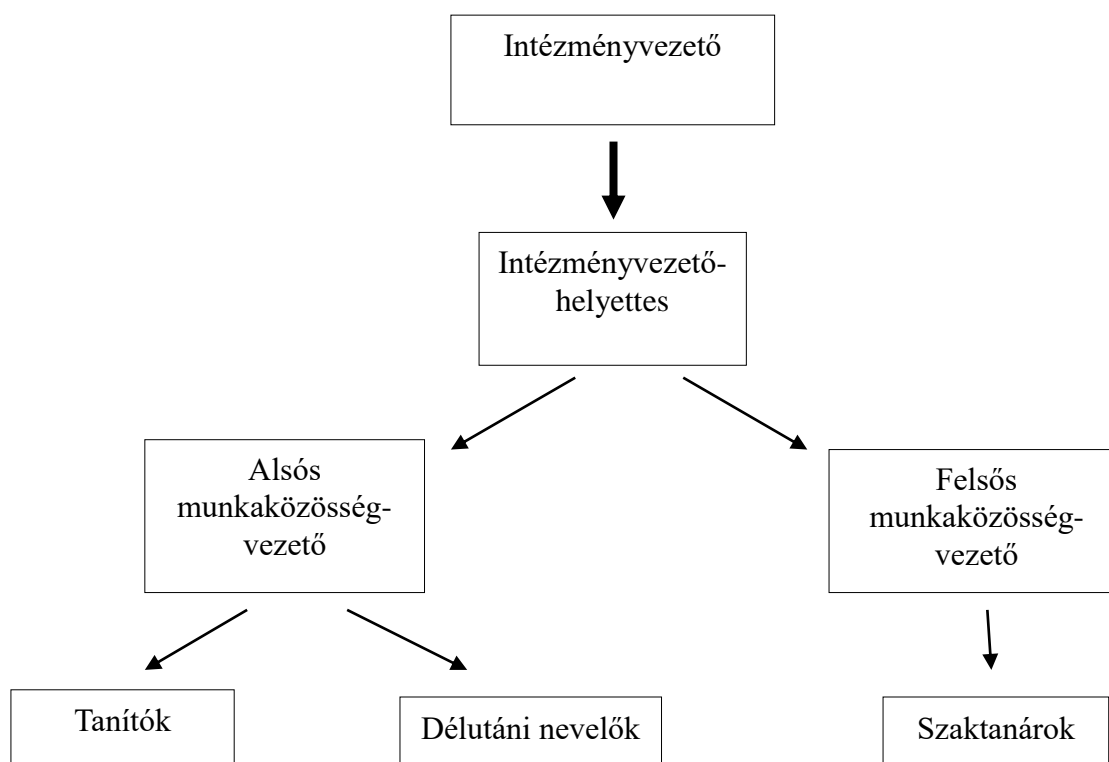 Intézményvezető
Intézményvezető-
helyettes
Alsós
munkaközösség-
vezető
Felsős
munkaközösség-
vezető
Tanítók
Délutáni nevelők
Szaktanárok